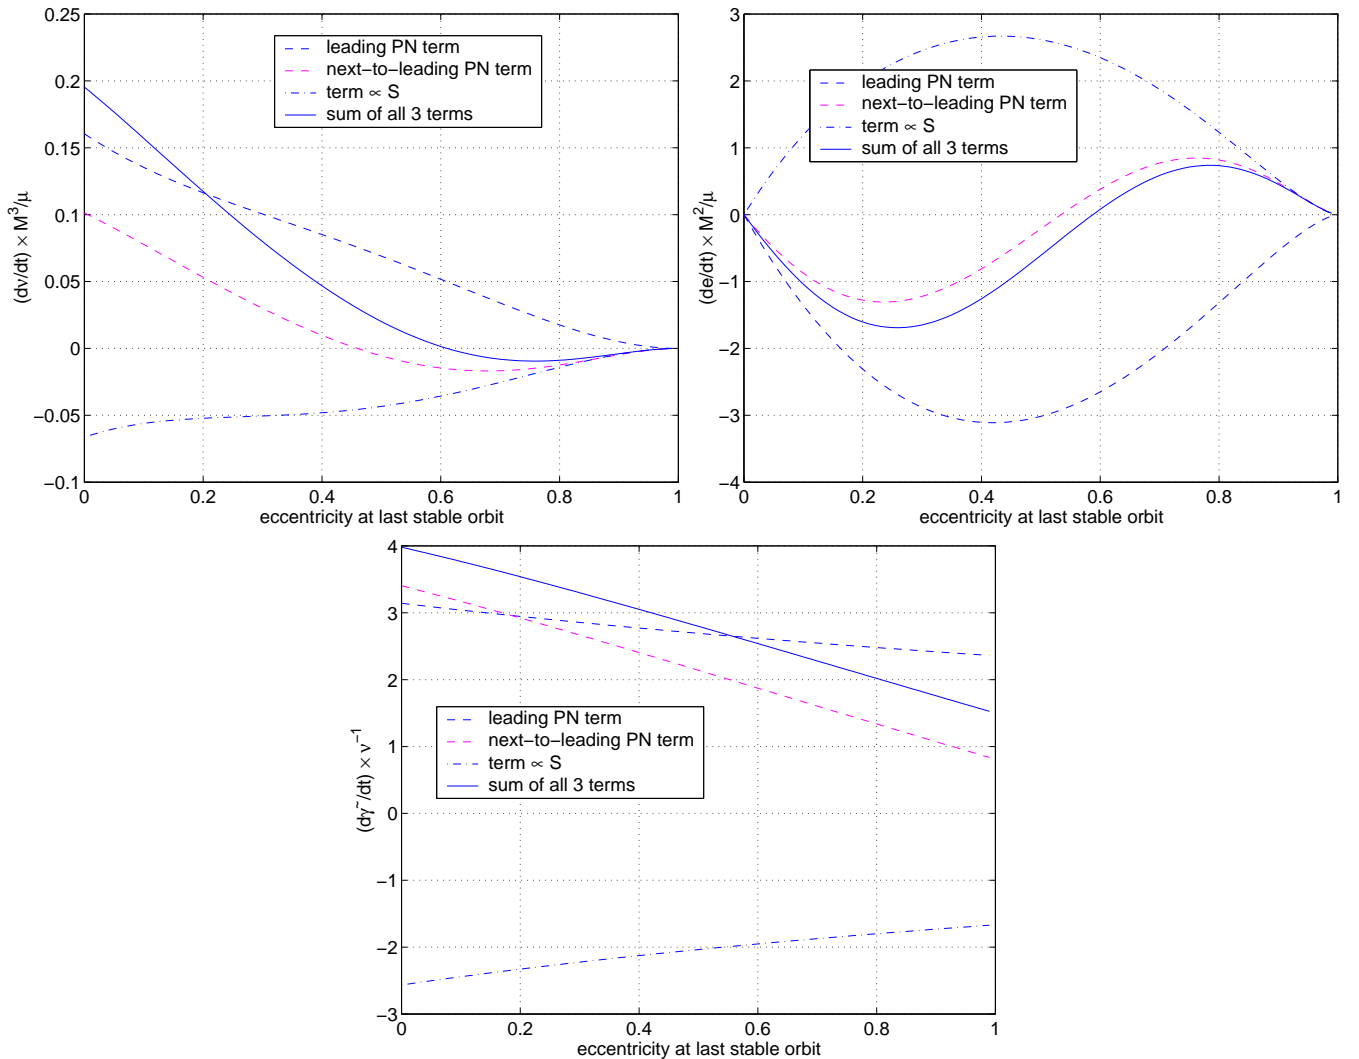 0.25
0.2
0.15
0.1
0.05
0
−0.05
−0.1
(dν/dt) × M³/μ
leading PN term
next−to−leading PN term
term ∝ S
sum of all 3 terms
0 0.2 0.4 0.6 0.8 1
eccentricity at last stable orbit
3
2
1
0
−1
−2
−3
−4
(de/dt) × M²/μ
leading PN term
next−to−leading PN term
term ∝ S
sum of all 3 terms
0 0.2 0.4 0.6 0.8 1
eccentricity at last stable orbit
4
3
2
1
0
−1
−2
−3
(dγ~/dt) × ν⁻¹
leading PN term
next−to−leading PN term
term ∝ S
sum of all 3 terms
0 0.2 0.4 0.6 0.8 1
eccentricity at last stable orbit